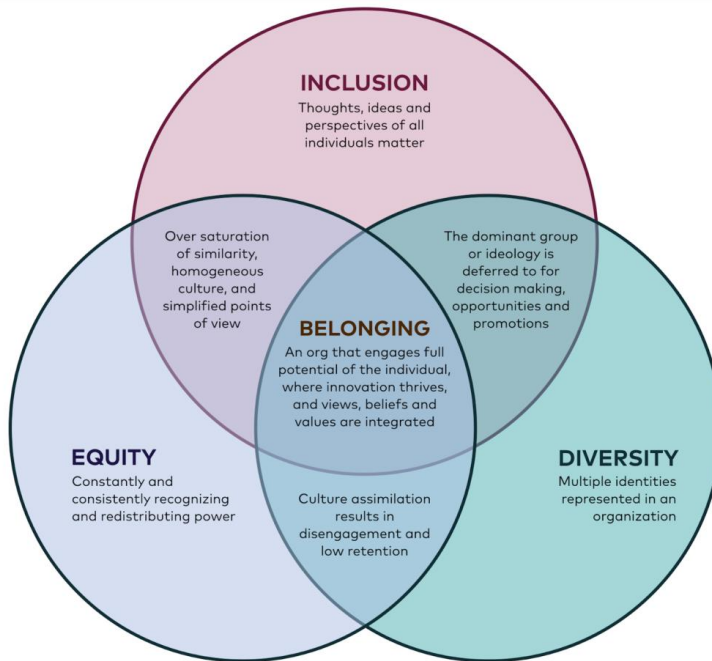 INCLUSION
Thoughts, ideas and
perspectives of all
individuals matter
Over saturation
of similarity,
homogeneous
culture, and
simplified points
of view
The dominant group
or ideology is
deferred to for
decision making,
opportunities and
promotions
BELONGING
An org that engages full
potential of the individual,
where innovation thrives,
and views, beliefs and
values are integrated
EQUITY
Constantly and
consistently recognizing
and redistributing power
DIVERSITY
Multiple identities
represented in an
organization
Culture assimilation
results in
disengagement and
low retention